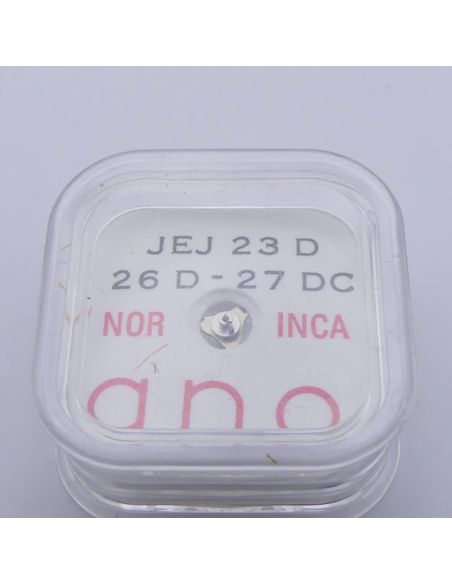 JEJ 23 D
26 D - 27 DC
NOR INCA
ano